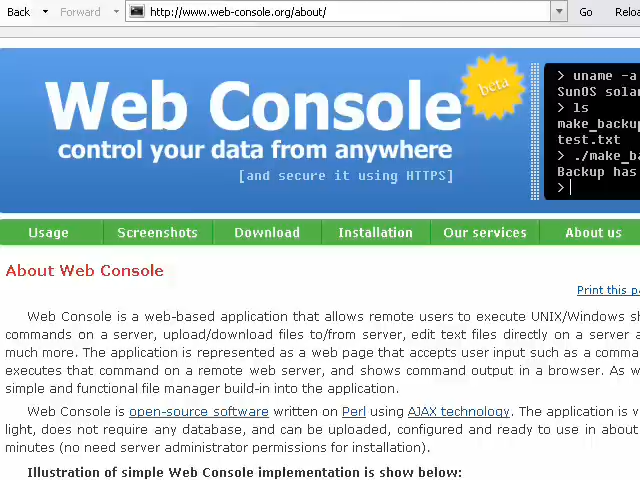 Back Forward http://www.web-console.org/about/ Go
beta
Web Console
control your data from anywhere
[and secure it using HTTPS]
> uname -a
SunOS
> ls
test.txt
Backup has
>
Usage Screenshots Download Installation Our services About us
About Web Console
Print this
Web Console is a web-based application that allows remote users to execute UNIX/Windows
commands on a server, upload/download files to/from server, edit text files directly on a server
much more. The application is represented as a web page that accepts user input such as a
executes that command on a remote web server, and shows command output in a browser. As
simple and functional file manager build-in into the application.
Web Console is open-source software written on Perl using AJAX technology. The application is
light, does not require any database, and can be uploaded, configured and ready to use in about
minutes (no need server administrator permissions for installation).
Illustration of simple Web Console implementation is show below: